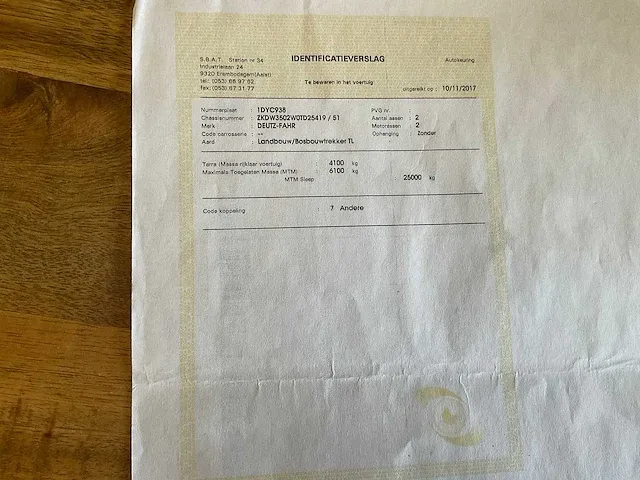 S.B.A.T. Station nr 34 IDENTIFICATIEVERSLAG Autokeuring
Industrielaan 24
9320 Erembodegem(Aalst)
tel.: (053) 66 97 62 Te bewaren in het voertuig
fax: (053) 67 31 77 uitgereikt op : 10/11/2017
Nummerplaat : 1DYC938 PVG nr. :
Chassisnummer : ZKDW3502W0TD25419 / 51 Aantal assen : 2
Merk : DEUTZ-FAHR Motorassen : 2
Code carrosserie : -- Ophanging : Zonder
Aard : Landbouw/Bosbouwtrekker TL
Tarra (Massa rijklaar voertuig) : 4100 kg
Maximale Toegelaten Massa (MTM) : 6100 kg
MTM Sleep : 25000 kg
Code koppeling : 7 Andere